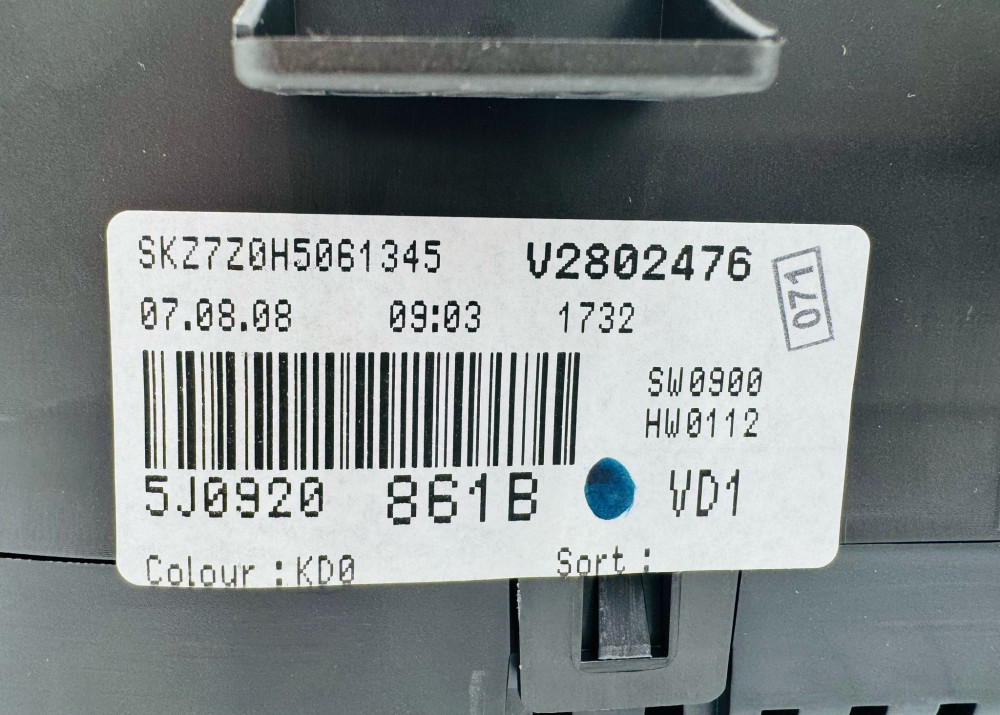 SKZ7Z0H5061345 V2802476
071
07.08.08 09:03 1732
SW0900
HW0112
5J0920 861B VD1
Colour : KD0 Sort :